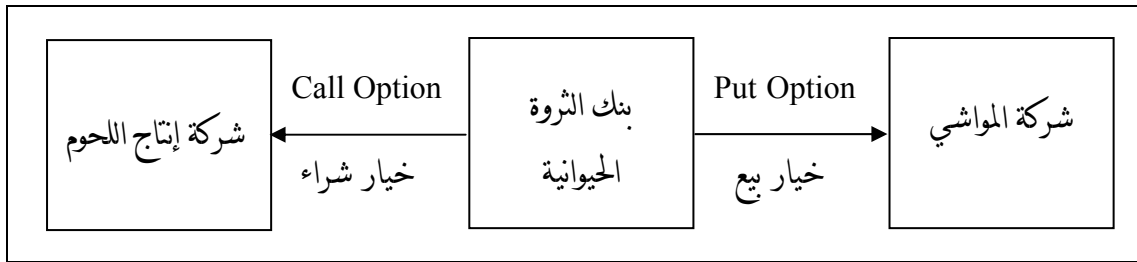 شركة المواشي
Put Option
خيار بيع
بنك الثروة
الحيوانية
Call Option
خيار شراء
شركة إنتاج اللحوم